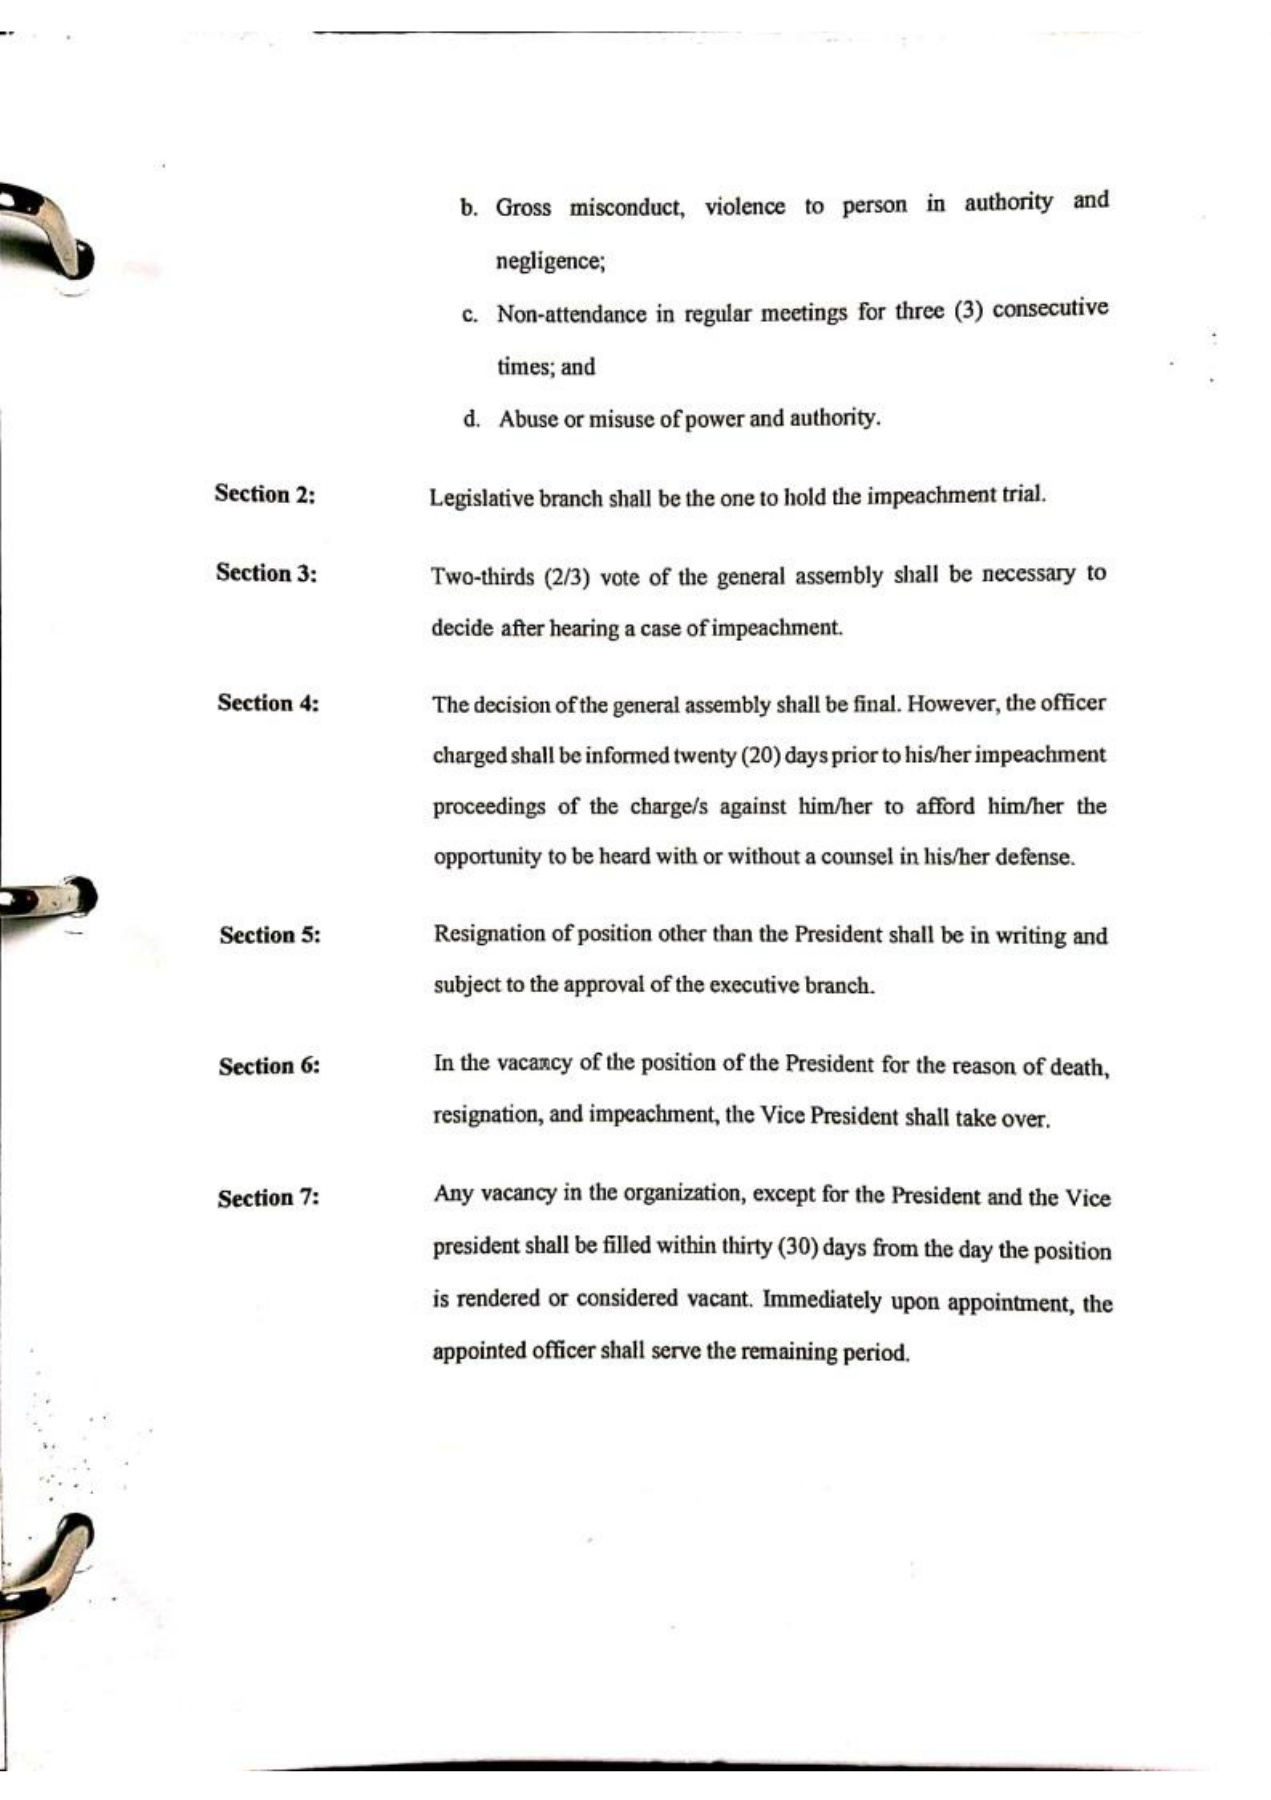 b. Gross misconduct, violence to person in authority and
negligence;
c. Non-attendance in regular meetings for three (3) consecutive
times; and
d. Abuse or misuse of power and authority.
Section 2: Legislative branch shall be the one to hold the impeachment trial.
Section 3: Two-thirds (2/3) vote of the general assembly shall be necessary to
decide after hearing a case of impeachment.
Section 4: The decision of the general assembly shall be final. However, the officer
charged shall be informed twenty (20) days prior to his/her impeachment
proceedings of the charge/s against him/her to afford him/her the
opportunity to be heard with or without a counsel in his/her defense.
Section 5: Resignation of position other than the President shall be in writing and
subject to the approval of the executive branch.
Section 6: In the vacancy of the position of the President for the reason of death,
resignation, and impeachment, the Vice President shall take over.
Section 7: Any vacancy in the organization, except for the President and the Vice
president shall be filled within thirty (30) days from the day the position
is rendered or considered vacant. Immediately upon appointment, the
appointed officer shall serve the remaining period.